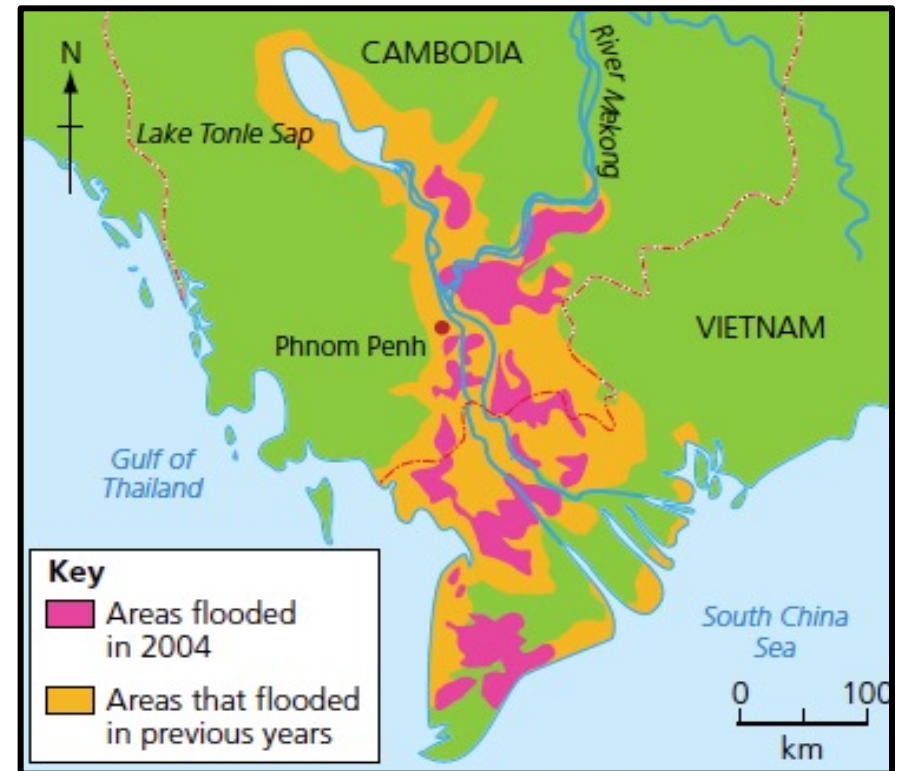 N
CAMBODIA
River Mekong
Lake Tonle Sap
Phnom Penh
VIETNAM
Gulf of
Thailand
Key
Areas flooded
in 2004
Areas that flooded
in previous years
South China
Sea
0 100
km